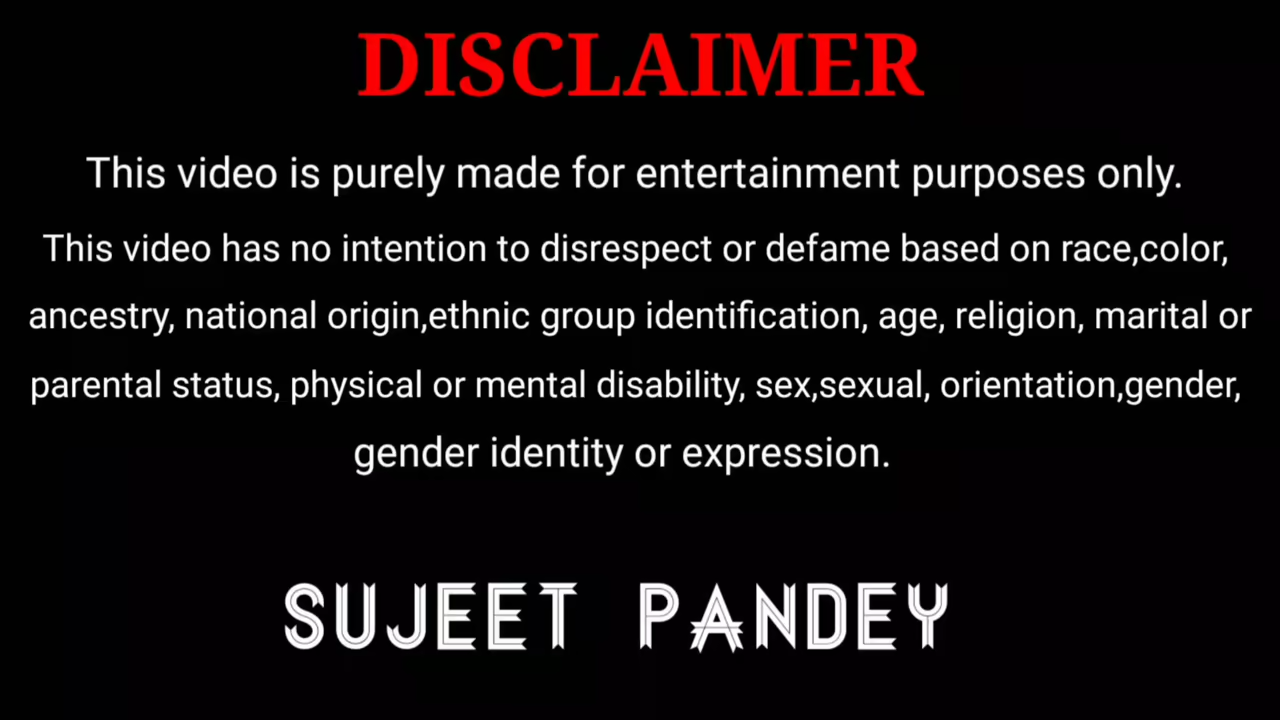 DISCLAIMER
This video is purely made for entertainment purposes only.
This video has no intention to disrespect or defame based on race,color,
ancestry, national origin,ethnic group identification, age, religion, marital or
parental status, physical or mental disability, sex,sexual, orientation,gender,
gender identity or expression.
SUJEET PANDEY